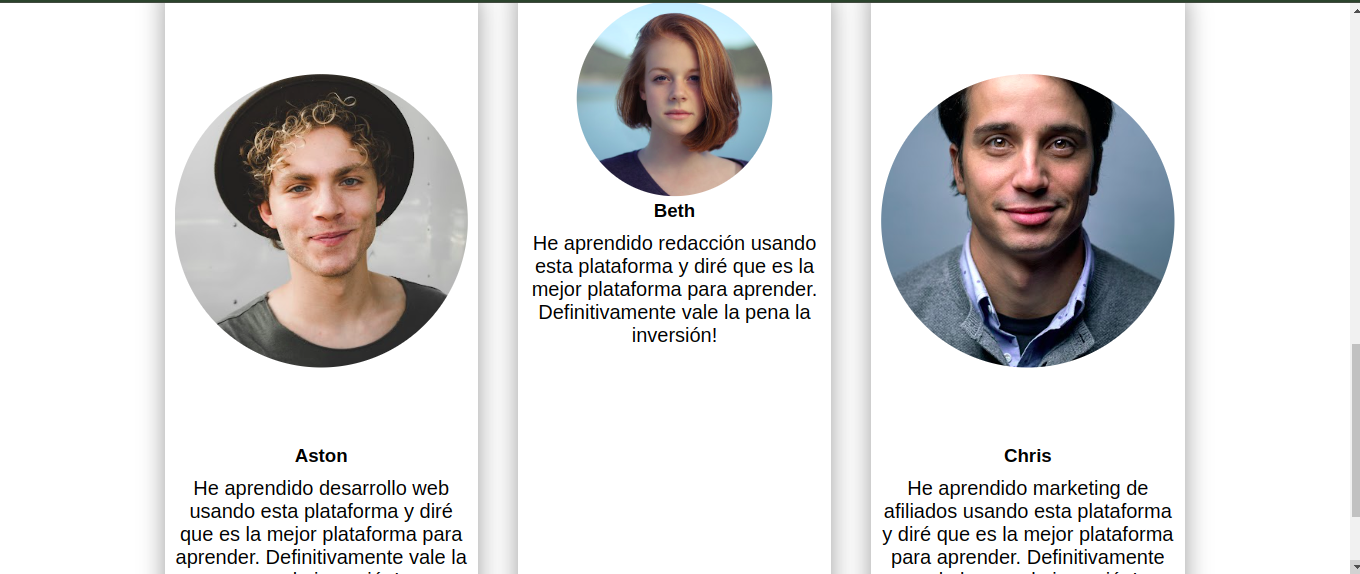 Aston
He aprendido desarrollo web
usando esta plataforma y diré
que es la mejor plataforma para
aprender. Definitivamente vale la
Beth
He aprendido redacción usando
esta plataforma y diré que es la
mejor plataforma para aprender.
Definitivamente vale la pena la
inversión!
Chris
He aprendido marketing de
afiliados usando esta plataforma
y diré que es la mejor plataforma
para aprender. Definitivamente